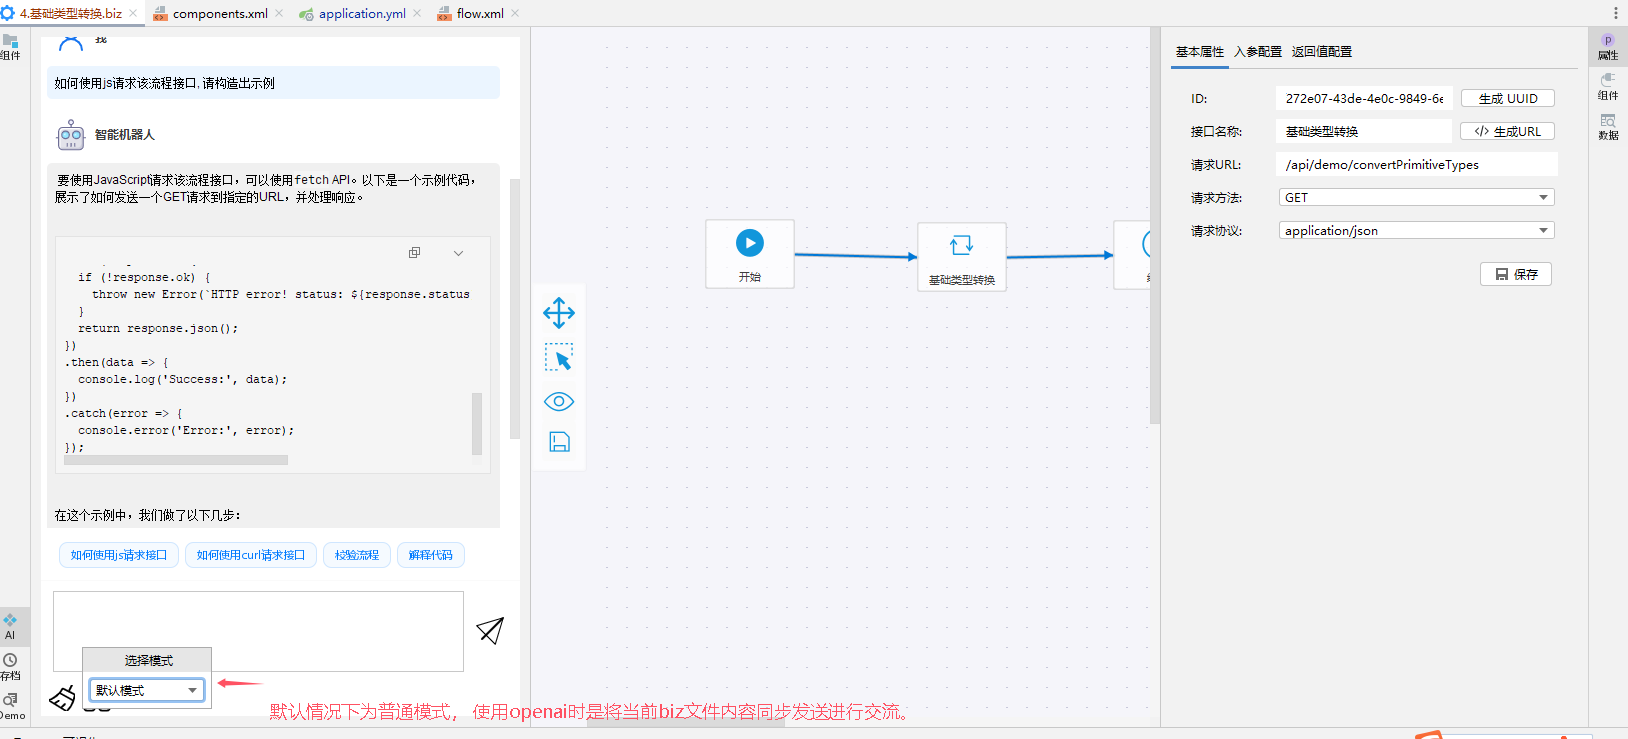 4.基础类型转换.biz
components.xml
application.yml
flow.xml
组件
我
如何使用js请求该流程接口, 请构造出示例
智能机器人
要使用JavaScript请求该流程接口，可以使用fetch API。以下是一个示例代码，
展示了如何发送一个GET请求到指定的URL，并处理响应。
if (!response.ok) {
throw new Error(`HTTP error! status: ${response.status
}
return response.json();
})
.then(data => {
console.log('Success:', data);
})
.catch(error => {
console.error('Error:', error);
});
在这个示例中，我们做了以下几步：
如何使用js请求接口
如何使用curl请求接口
校验流程
解释代码
AI
存档
Demo
选择模式
默认模式
默认情况下为普通模式， 使用openai时是将当前biz文件内容同步发送进行交流。
开始
基础类型转换
基本属性
入参配置
返回值配置
ID:
272e07-43de-4e0c-9849-6e
生成 UUID
接口名称:
基础类型转换
</> 生成URL
请求URL:
/api/demo/convertPrimitiveTypes
请求方法:
GET
请求协议:
application/json
保存
p
属性
组件
数据